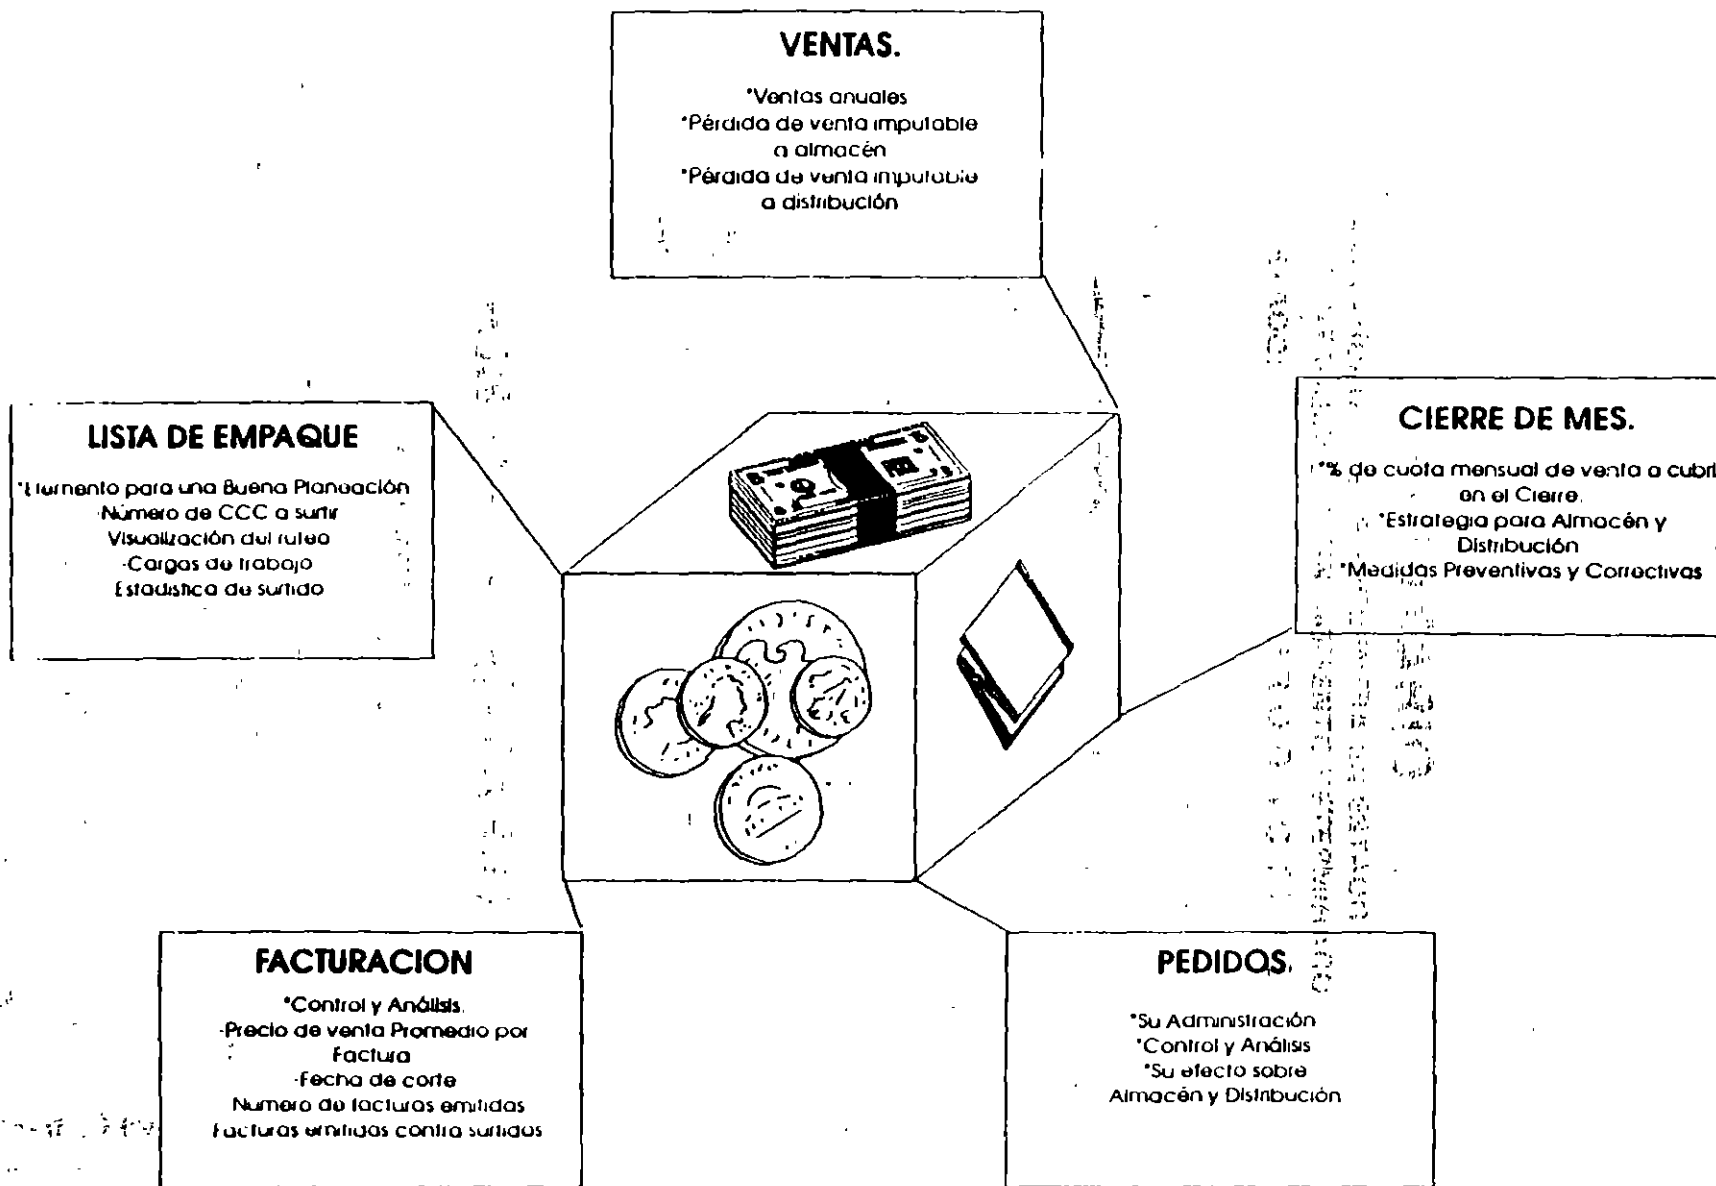 VENTAS.
*Ventas anuales
*Pérdida de venta imputable
a almacén
*Pérdida de venta imputable
a distribución
LISTA DE EMPAQUE
para una Buena Planeación
Número de CCC a surtir
Visualización del ruteo
-Cargas de trabajo
Estadística de surtido
CIERRE DE MES.
*% de cuota mensual de venta a cubrir
en el Cierre.
*Estrategia para Almacén y
Distribución
*Medidas Preventivas y Correctivas
FACTURACION
*Control y Análisis.
-Precio de venta Promedio por
Factura
-Fecha de corte
Numero de facturas emitidas
Facturas emitidas contra surtidas
PEDIDOS.
*Su Administración
*Control y Análisis
*Su efecto sobre
Almacén y Distribución